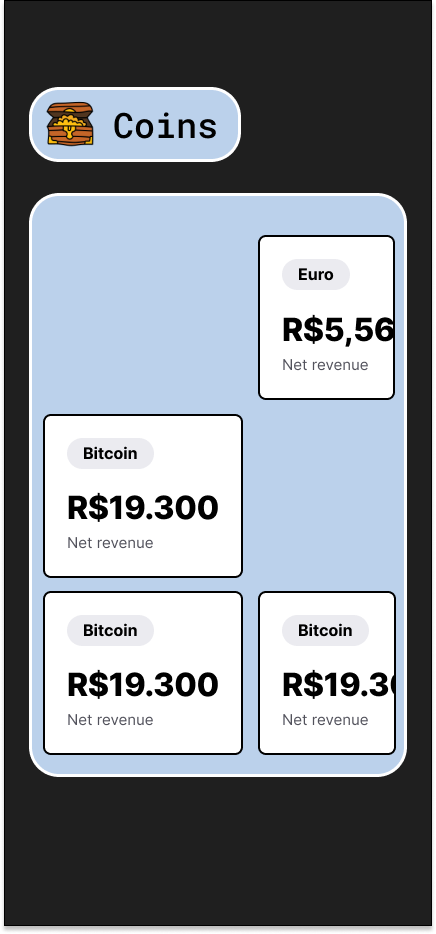 Coins
Euro
R$5,56
Net revenue
Bitcoin
R$19.300
Net revenue
Bitcoin
R$19.300
Net revenue
Bitcoin
R$19.3
Net revenue